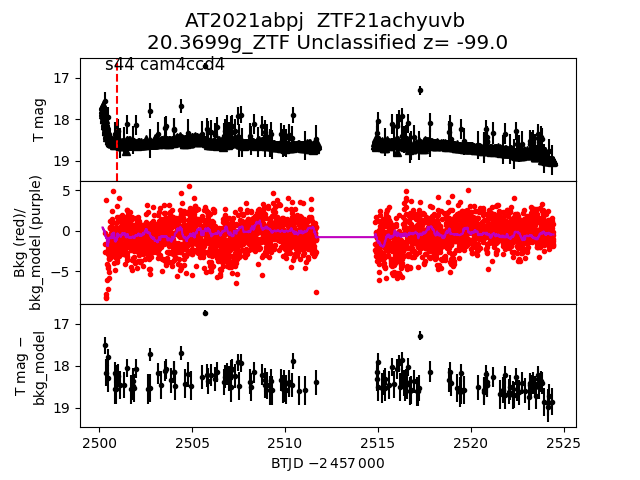 AT2021abpj  ZTF21achyuvb
20.3699g_ZTF Unclassified z= -99.0
s44 cam4ccd4
17
18
19
T mag
5
0
−5
Bkg (red)/
bkg_model (purple)
17
18
19
T mag −
bkg_model
2500 2505 2510 2515 2520 2525
BTJD −2 457 000